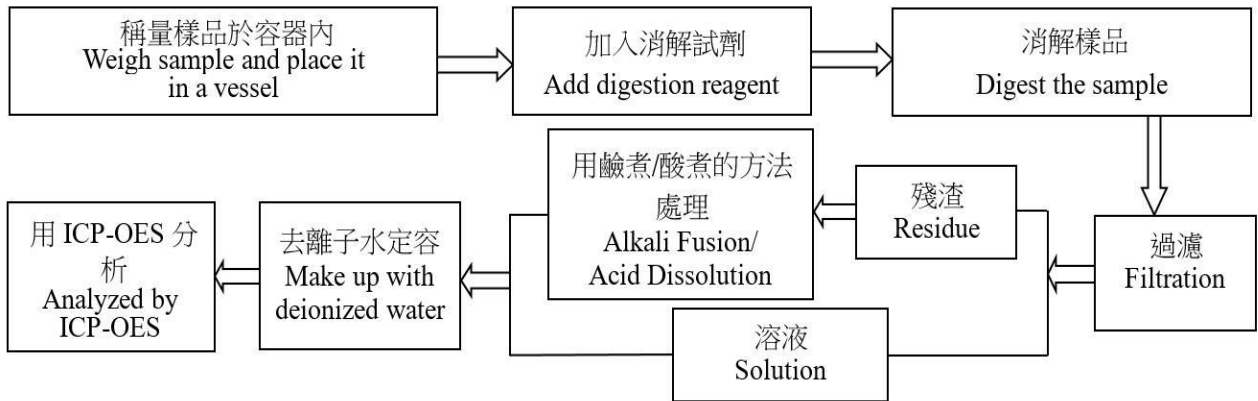 稱量樣品於容器內
Weigh sample and place it
in a vessel
加入消解試劑
Add digestion reagent
消解樣品
Digest the sample
過濾
Filtration
殘渣
Residue
用鹼煮/酸煮的方法
處理
Alkali Fusion/
Acid Dissolution
溶液
Solution
去離子水定容
Make up with
deionized water
用 ICP-OES 分
析
Analyzed by
ICP-OES